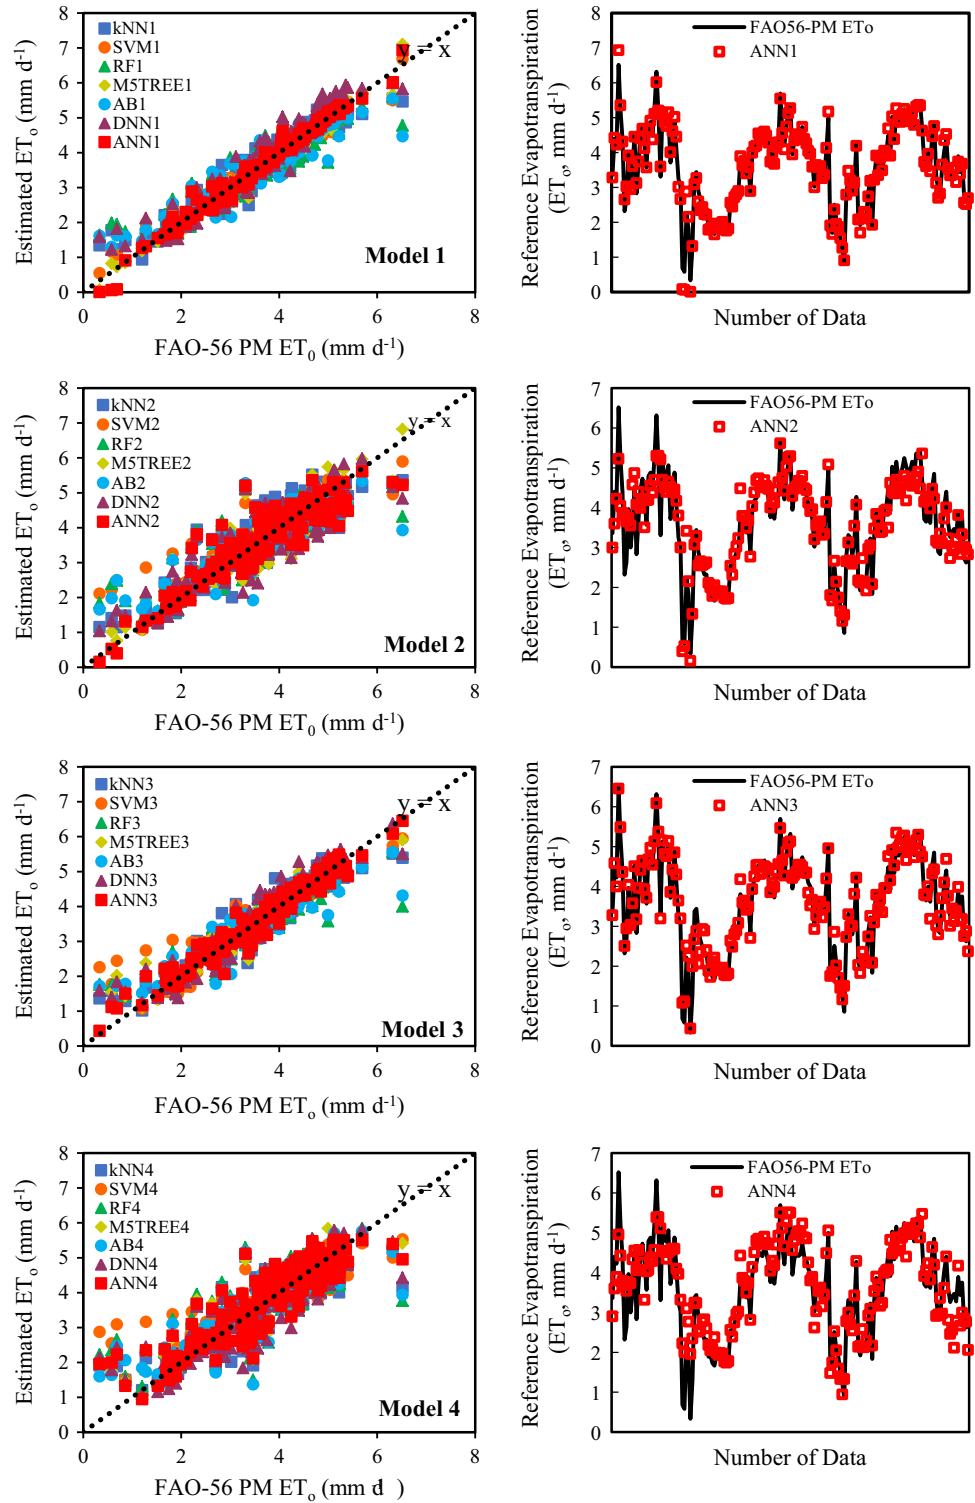 Estimated ETo (mm d-1)
8
7
6
5
4
3
2
1
0
kNN1
SVM1
RF1
M5TREE1
AB1
DNN1
ANN1
y = x
Model 1
0 2 4 6 8
FAO-56 PM ET0 (mm d-1)
Reference Evapotranspiration
(ETo, mm d-1)
8
7
6
5
4
3
2
1
0
FAO56-PM ETo
ANN1
Number of Data
Estimated ETo (mm d-1)
8
7
6
5
4
3
2
1
0
kNN2
SVM2
RF2
M5TREE2
AB2
DNN2
ANN2
y = x
Model 2
0 2 4 6 8
FAO-56 PM ET0 (mm d-1)
Reference Evapotranspiration
(ETo, mm d-1)
7
6
5
4
3
2
1
0
FAO56-PM ETo
ANN2
Number of Data
Estimated ETo (mm d-1)
8
7
6
5
4
3
2
1
0
kNN3
SVM3
RF3
M5TREE3
AB3
DNN3
ANN3
y = x
Model 3
0 2 4 6 8
FAO-56 PM ETo (mm d-1)
Reference Evapotranspiration
(ETo, mm d-1)
7
6
5
4
3
2
1
0
FAO56-PM ETo
ANN3
Number of Data
Estimated ETo (mm d-1)
8
7
6
5
4
3
2
1
0
kNN4
SVM4
RF4
M5TREE4
AB4
DNN4
ANN4
y = x
Model 4
0 2 4 6 8
FAO-56 PM ETo (mm d )
Reference Evapotranspiration
(ETo, mm d-1)
7
6
5
4
3
2
1
0
FAO56-PM ETo
ANN4
Number of Data